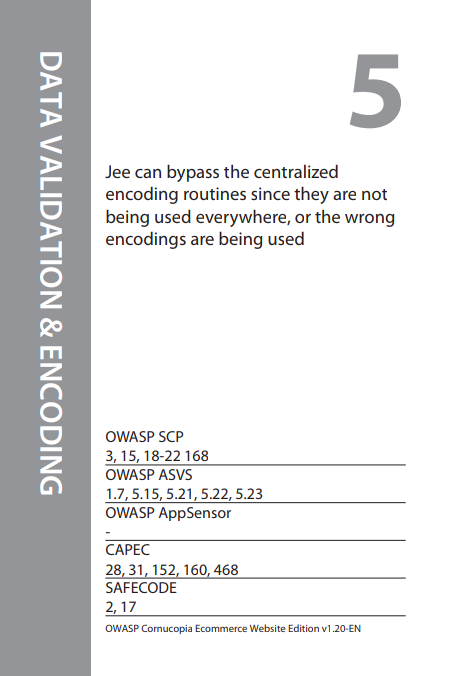 DATA VALIDATION & ENCODING
5
Jee can bypass the centralized
encoding routines since they are not
being used everywhere, or the wrong
encodings are being used
OWASP SCP
3, 15, 18-22 168
OWASP ASVS
1.7, 5.15, 5.21, 5.22, 5.23
OWASP AppSensor
-
CAPEC
28, 31, 152, 160, 468
SAFECODE
2, 17
OWASP Cornucopia Ecommerce Website Edition v1.20-EN